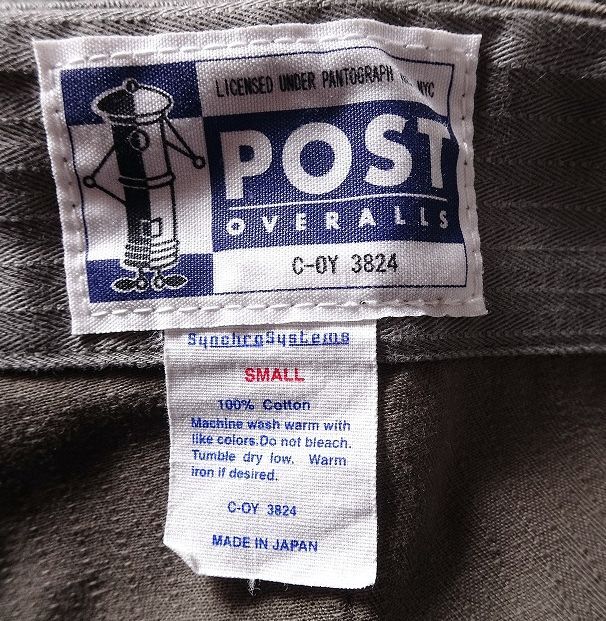 LICENSED UNDER PANTOGRAPH NYC
POST
OVERALLS
C-OY 3824
SynchroSystems
SMALL
100% Cotton
Machine wash warm with
like colors.Do not bleach.
Tumble dry low. Warm
iron if desired.
C-OY 3824
MADE IN JAPAN